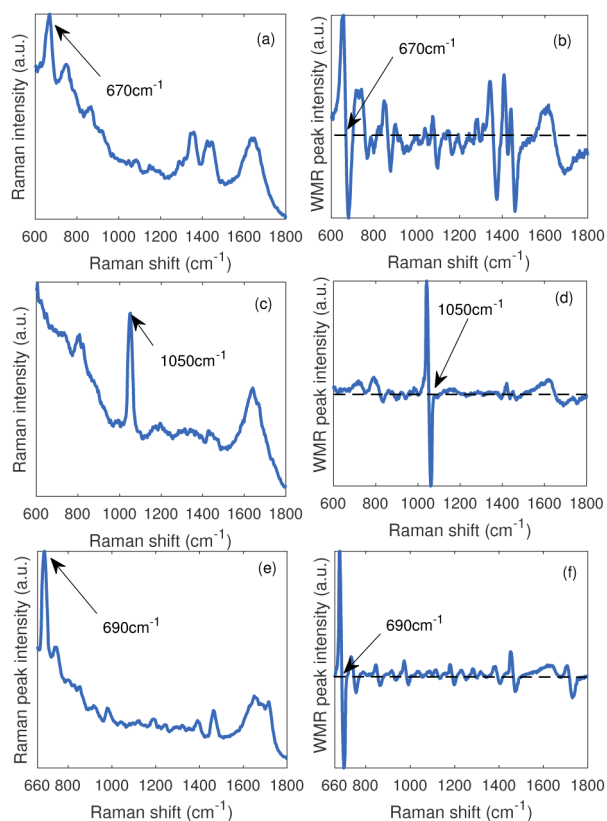 Raman intensity (a.u.)
(a)
670cm-1
600 800 1000 1200 1400 1600 1800
Raman shift (cm-1)
WMR peak intensity (a.u.)
(b)
670cm-1
600 800 1000 1200 1400 1600 1800
Raman shift (cm-1)
Raman intensity (a.u.)
(c)
1050cm-1
600 800 1000 1200 1400 1600 1800
Raman shift (cm-1)
WMR peak intensity (a.u.)
(d)
1050cm-1
600 800 1000 1200 1400 1600 1800
Raman shift (cm-1)
Raman peak intensity (a.u.)
(e)
690cm-1
660 800 1000 1200 1400 1600 1800
Raman shift (cm-1)
WMR peak intensity (a.u.)
(f)
690cm-1
660 800 1000 1200 1400 1600 1800
Raman shift (cm-1)